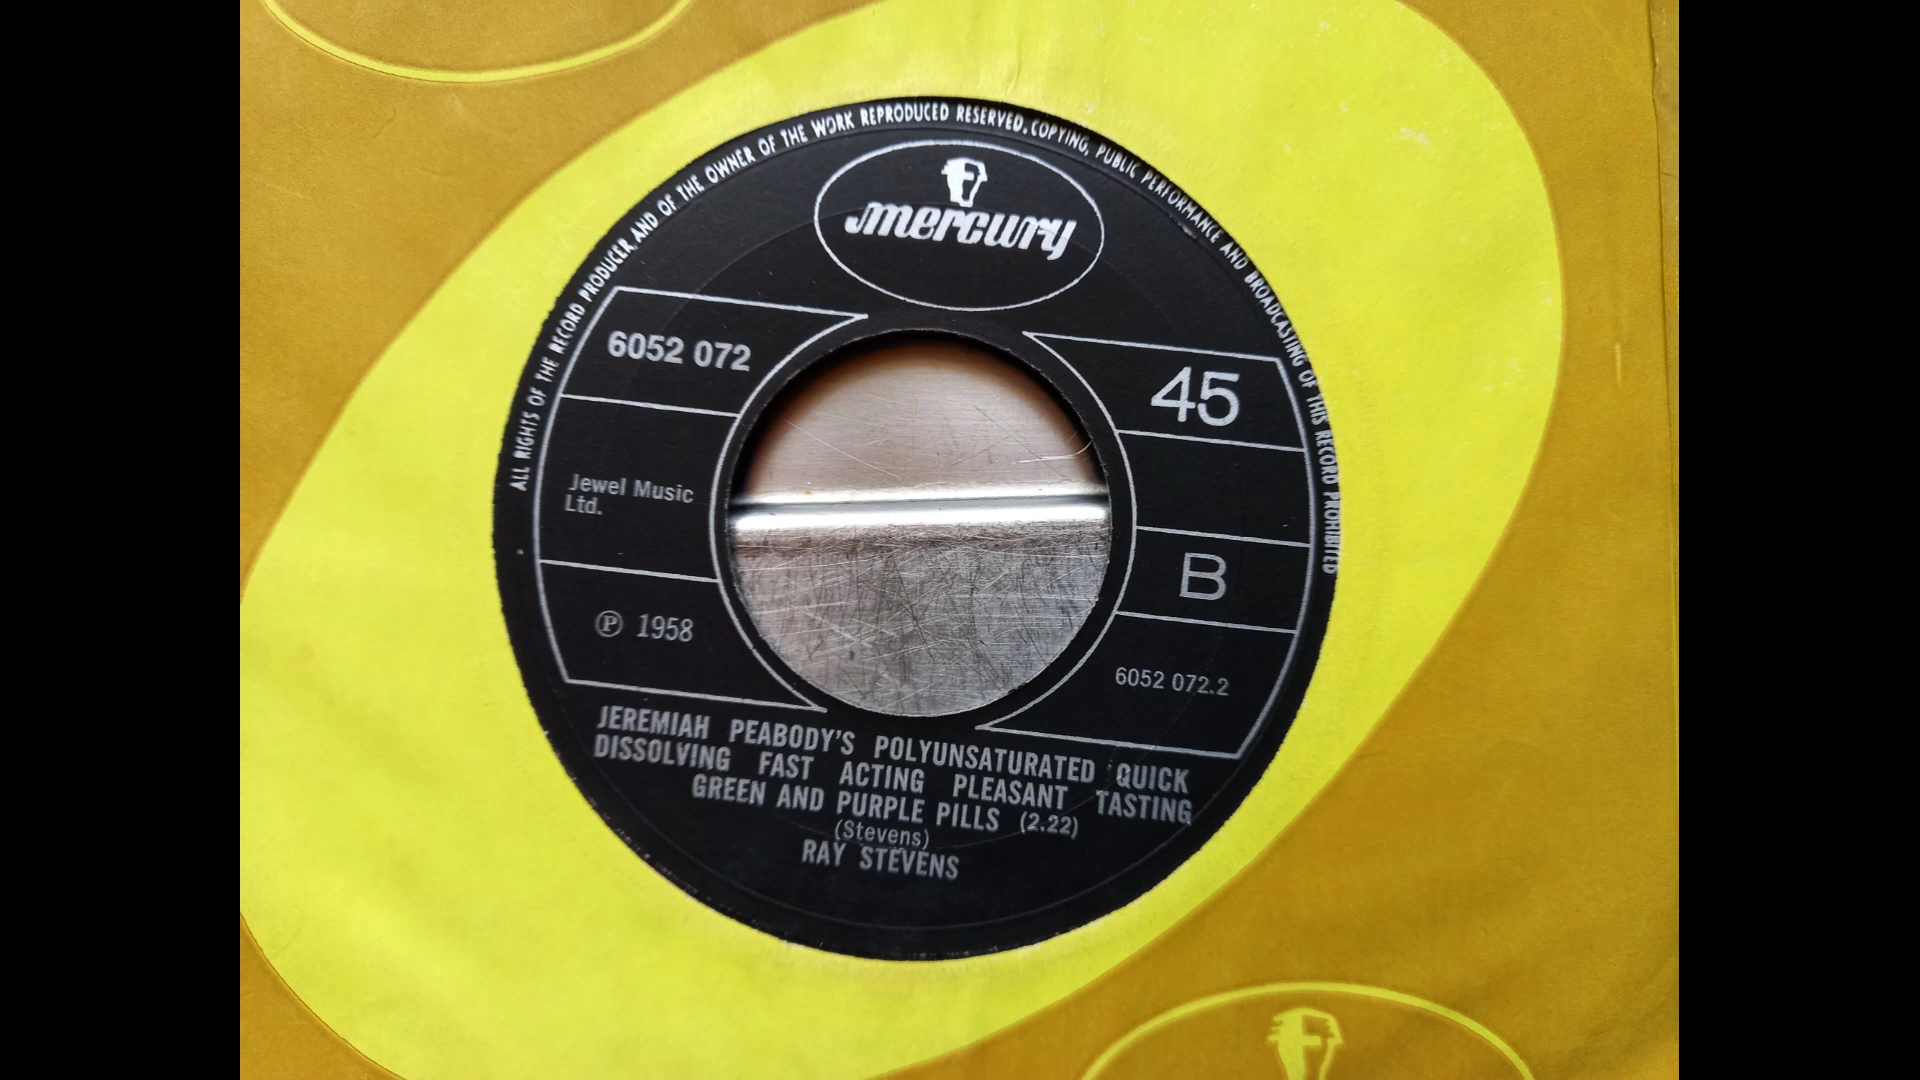 ALL RIGHTS OF THE RECORD PRODUCER AND OF THE OWNER OF THE WORK REPRODUCED RESERVED. COPYING, PUBLIC PERFORMANCE AND BROADCASTING OF THIS RECORD PROHIBITED
mercury
6052 072
45
Jewel Music
Ltd.
B
℗ 1958
6052 072.2
JEREMIAH PEABODY'S POLYUNSATURATED QUICK
DISSOLVING FAST ACTING PLEASANT TASTING
GREEN AND PURPLE PILLS (2.22)
(Stevens)
RAY STEVENS